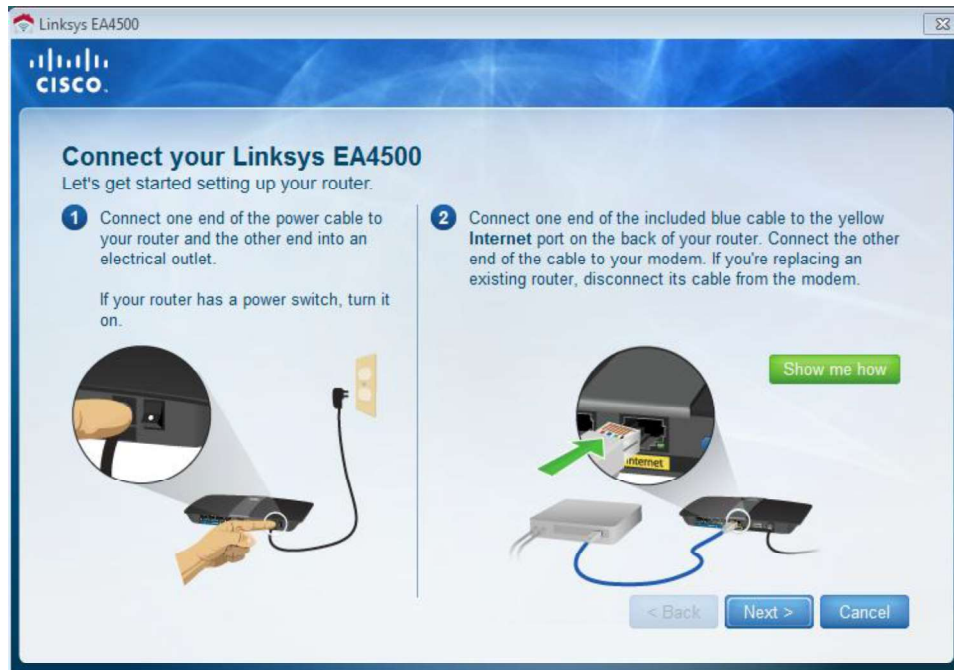 Linksys EA4500
CISCO.
Connect your Linksys EA4500
Let's get started setting up your router.
1 Connect one end of the power cable to
your router and the other end into an
electrical outlet.
If your router has a power switch, turn it
on.
2 Connect one end of the included blue cable to the yellow
Internet port on the back of your router. Connect the other
end of the cable to your modem. If you're replacing an
existing router, disconnect its cable from the modem.
Show me how
Internet
< Back
Next >
Cancel